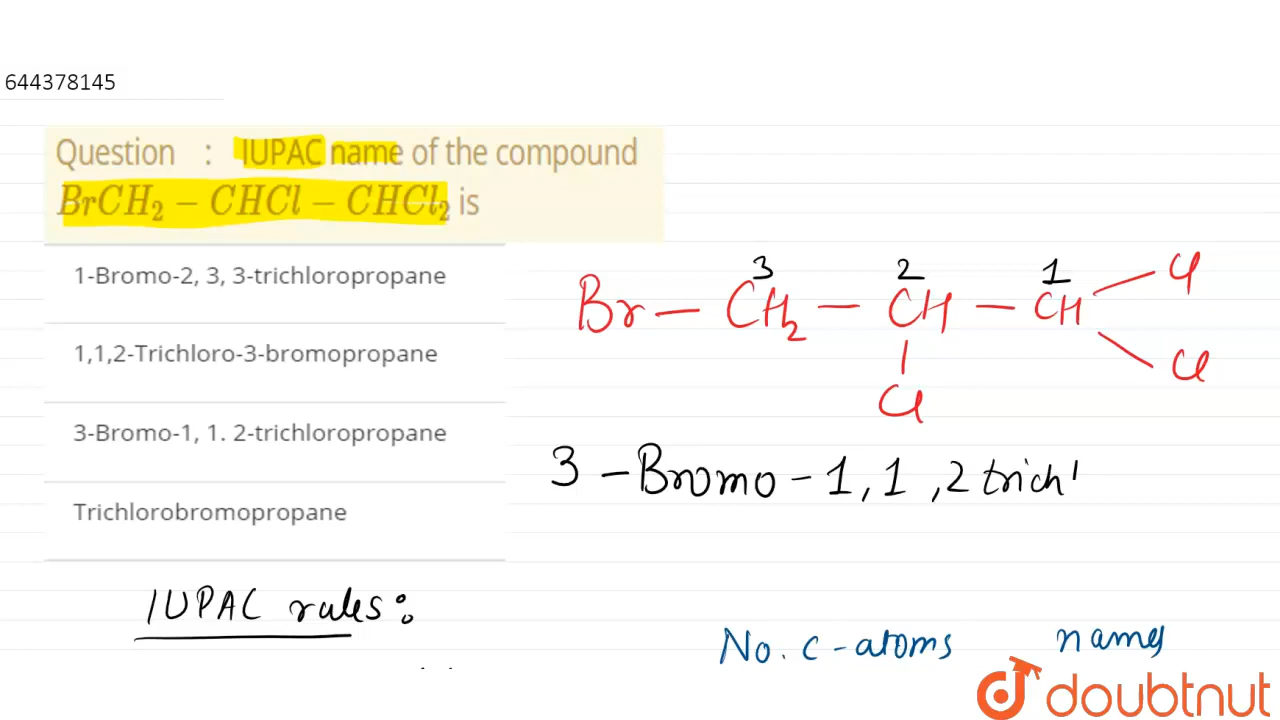 644378145
Question : IUPAC name of the compound
BrCH₂ – CHCl – CHCl₂ is
1-Bromo-2, 3, 3-trichloropropane
1,1,2-Trichloro-3-bromopropane
3-Bromo-1, 1. 2-trichloropropane
Trichlorobromopropane
3 2 1 Cl
Br — CH₂ — CH — CH
Cl Cl
3 – Bromo – 1, 1 , 2 trich
IUPAC rules :
No. C - atoms names
doubtnut